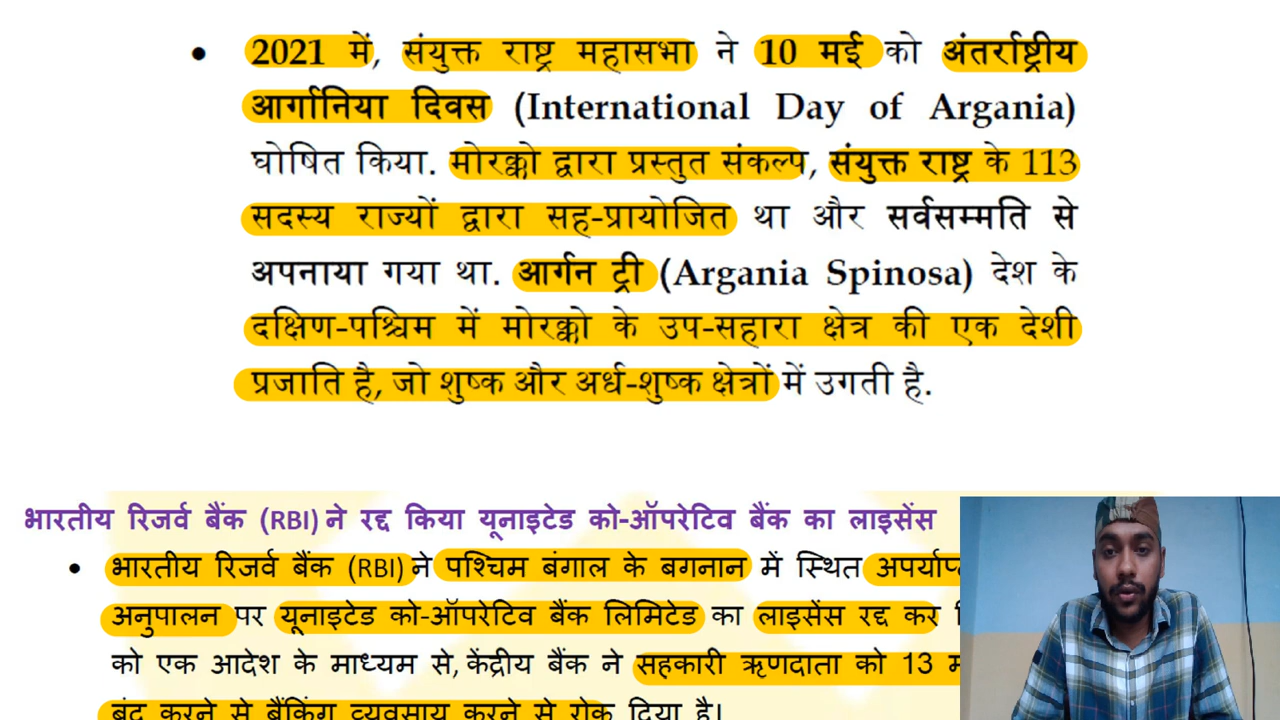 • 2021 में, संयुक्त राष्ट्र महासभा ने 10 मई को अंतर्राष्ट्रीय
आर्गानिया दिवस (International Day of Argania)
घोषित किया. मोरक्को द्वारा प्रस्तुत संकल्प, संयुक्त राष्ट्र के 113
सदस्य राज्यों द्वारा सह-प्रायोजित था और सर्वसम्मति से
अपनाया गया था. आर्गन ट्री (Argania Spinosa) देश के
दक्षिण-पश्चिम में मोरक्को के उप-सहारा क्षेत्र की एक देशी
प्रजाति है, जो शुष्क और अर्ध-शुष्क क्षेत्रों में उगती है.
भारतीय रिजर्व बैंक (RBI) ने रद्द किया यूनाइटेड को-ऑपरेटिव बैंक का लाइसेंस
• भारतीय रिजर्व बैंक (RBI) ने पश्चिम बंगाल के बगनान में स्थित
अनुपालन पर यूनाइटेड को-ऑपरेटिव बैंक लिमिटेड का लाइसेंस रद्द कर
को एक आदेश के माध्यम से, केंद्रीय बैंक ने सहकारी ऋणदाता को 13
बंद करने से बैंकिंग व्यवसाय करने से रोक दिया है।